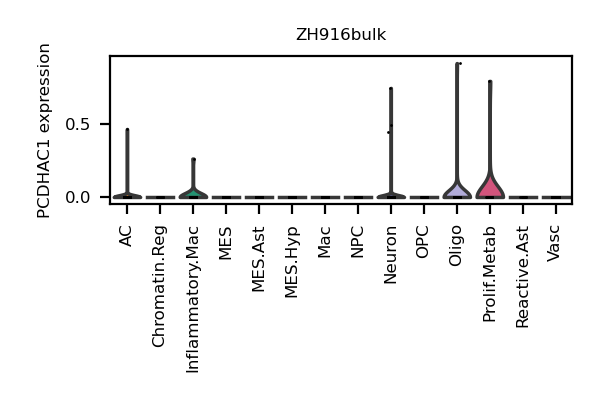 ZH916bulk
PCDHAC1 expression
0.5
0.0
AC
Chromatin.Reg
Inflammatory.Mac
MES
MES.Ast
MES.Hyp
Mac
NPC
Neuron
OPC
Oligo
Prolif.Metab
Reactive.Ast
Vasc